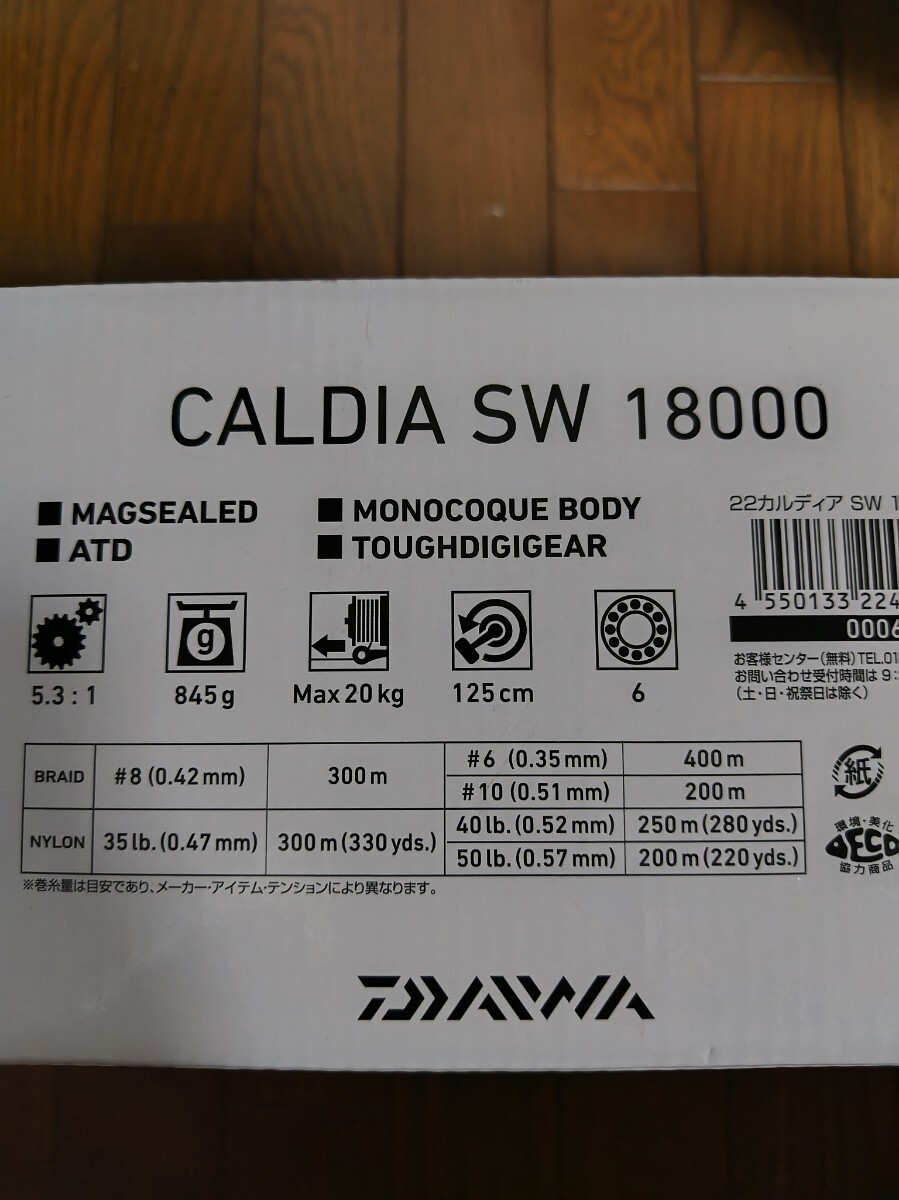 CALDIA SW 18000
■ MAGSEALED
■ MONOCOQUE BODY
■ ATD
■ TOUGHDIGIGEAR
22カルディア SW 1
4 550133 224
0006
お客様センター(無料)TEL.01
お問い合わせ受付時間は 9:
(土・日・祝祭日は除く)
g
5.3 : 1
845 g
Max 20 kg
125 cm
6
BRAID
#8 (0.42 mm)
300 m
#6 (0.35 mm)
400 m
#10 (0.51 mm)
200 m
NYLON
35 lb. (0.47 mm)
300 m (330 yds.)
40 lb. (0.52 mm)
250 m (280 yds.)
50 lb. (0.57 mm)
200 m (220 yds.)
紙
環境・美化
DECO
協力商品
※巻糸量は目安であり、メーカー・アイテム・テンションにより異なります。
DAIWA